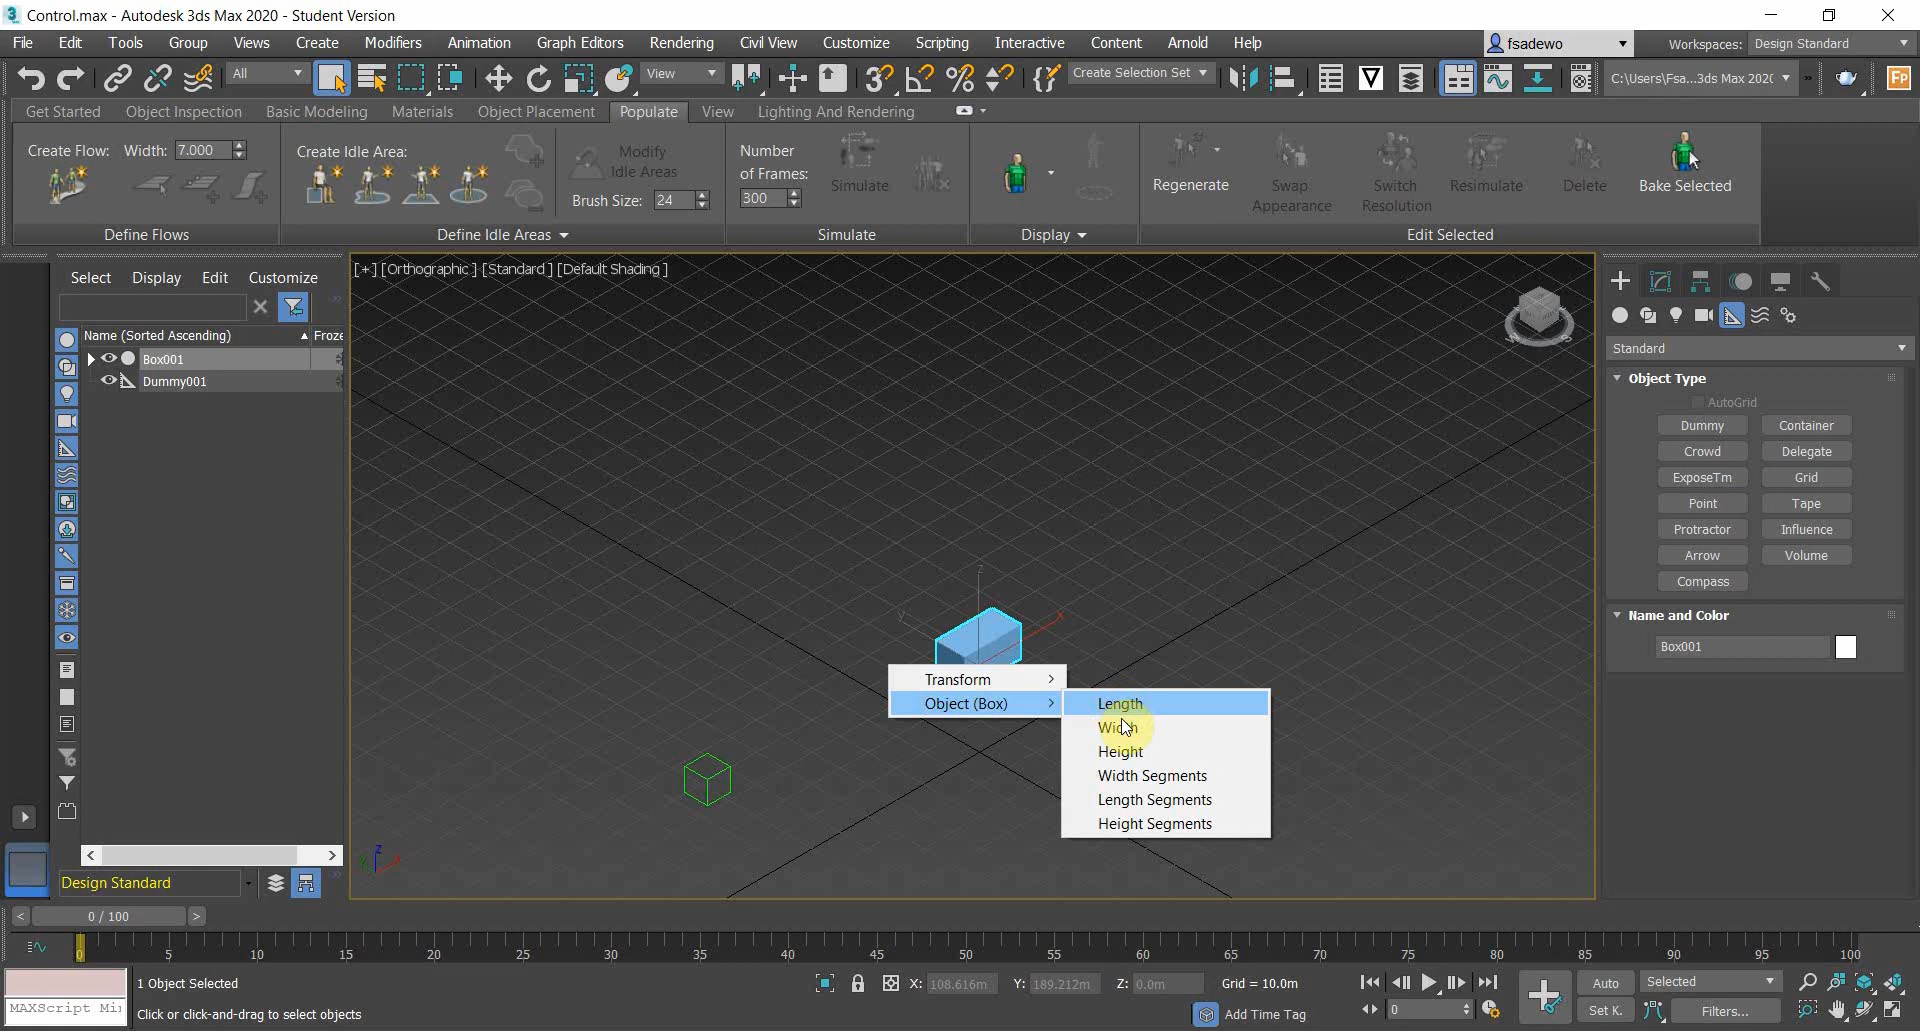 Control.max - Autodesk 3ds Max 2020 - Student Version
File Edit Tools Group Views Create Modifiers Animation Graph Editors Rendering Civil View Customize Scripting Interactive Content Arnold Help
fsadewo
Workspaces: Design Standard
All
View
Create Selection Set
C:\Users\Fsa...3ds Max 2020
Get Started Object Inspection Basic Modeling Materials Object Placement Populate View Lighting And Rendering
Create Flow: Width: 7.000
Define Flows
Create Idle Area:
Modify
Idle Areas
Brush Size: 24
Define Idle Areas
Number
of Frames:
300
Simulate
Simulate
Display
Regenerate
Swap
Appearance
Switch
Resolution
Resimulate
Delete
Bake Selected
Edit Selected
Select Display Edit Customize
Name (Sorted Ascending) Froze
Box001
Dummy001
Design Standard
[+] [Orthographic ] [Standard ] [Default Shading ]
z
y
x
Transform
Object (Box)
Length
Width
Height
Width Segments
Length Segments
Height Segments
z
x
Standard
Object Type
AutoGrid
Dummy Container
Crowd Delegate
ExposeTm Grid
Point Tape
Protractor Influence
Arrow Volume
Compass
Name and Color
Box001
< 0 / 100 >
0 5 10 15 20 25 30 35 40 45 50 55 60 65 70 75 80 85 90 95 100
MAXScript Mi
1 Object Selected
Click or click-and-drag to select objects
X: 108.616m Y: 189.212m Z: 0.0m Grid = 10.0m
Add Time Tag
0
Auto Selected
Set K. Filters...